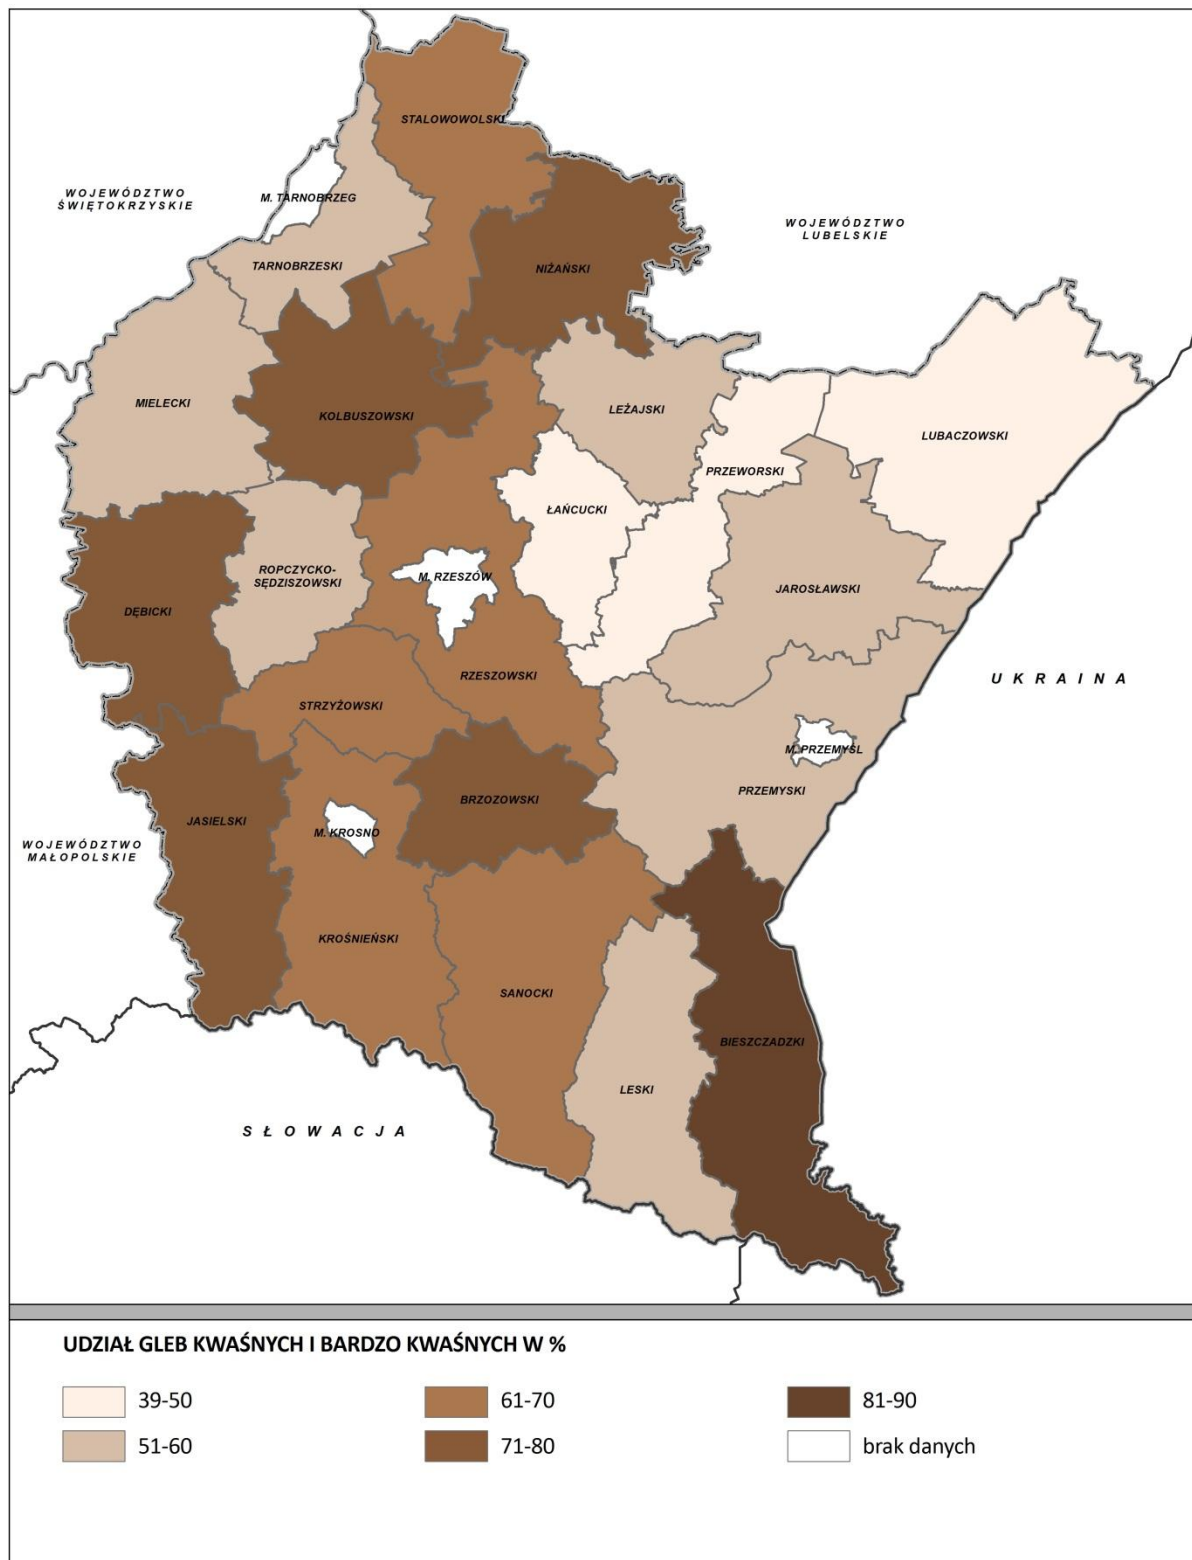 STALOWOWOLSKI
WOJEWÓDZTWO
ŚWIĘTOKRZYSKIE
M. TARNOBRZEG
WOJEWÓDZTWO
LUBELSKIE
TARNOBRZESKI
NIŻAŃSKI
MIELECKI
KOLBUSZOWSKI
LEŻAJSKI
LUBACZOWSKI
PRZEWORSKI
ŁAŃCUCKI
ROPCZYCKO-
SĘDZISZOWSKI
M. RZESZÓW
JAROSŁAWSKI
DĘBICKI
RZESZOWSKI
UKRAINA
STRZYŻOWSKI
M. PRZEMYŚL
PRZEMYSKI
BRZOZOWSKI
JASIELSKI
M. KROSNO
WOJEWÓDZTWO
MAŁOPOLSKIE
KROŚNIEŃSKI
SANOCKI
BIESZCZADZKI
LESKI
SŁOWACJA
UDZIAŁ GLEB KWAŚNYCH I BARDZO KWAŚNYCH W %
39-50
61-70
81-90
51-60
71-80
brak danych